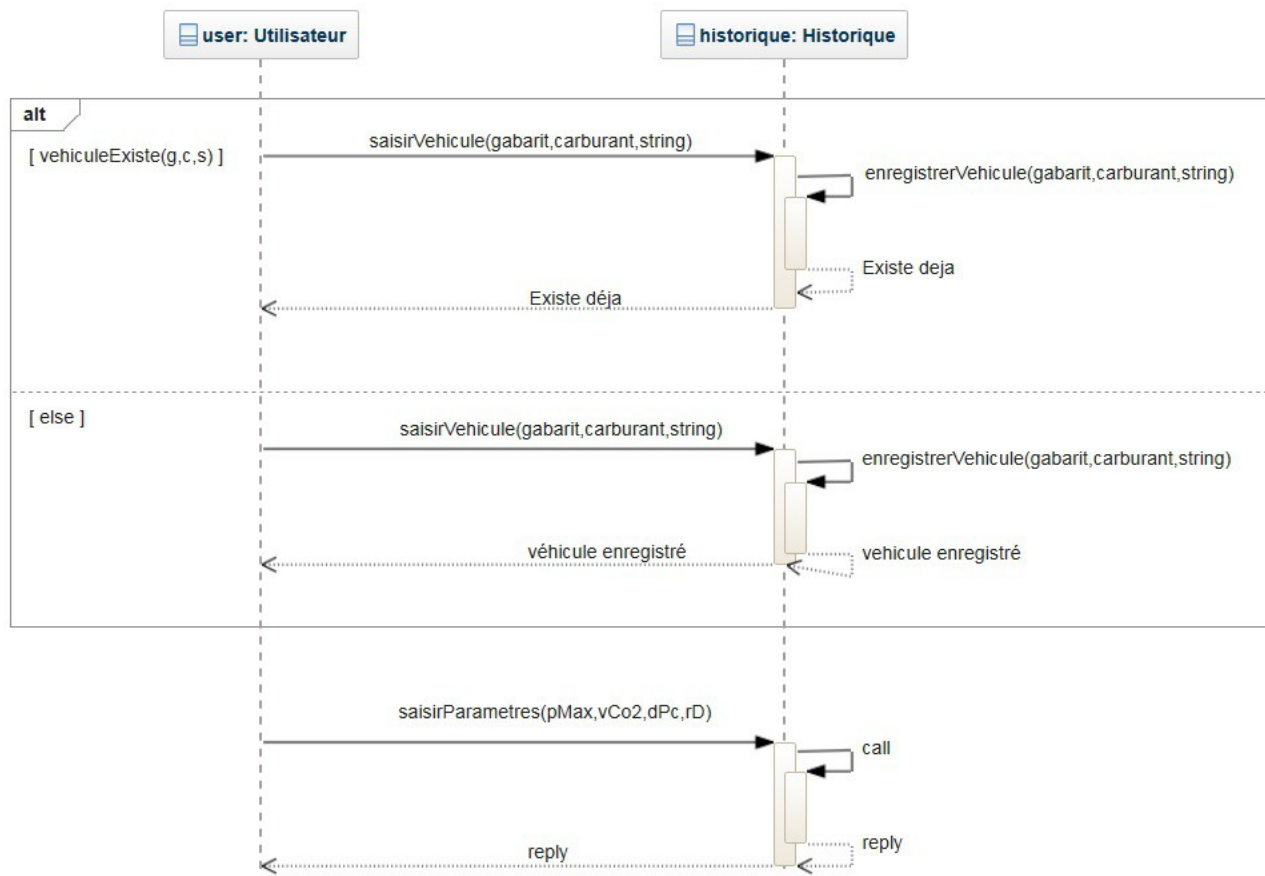 user: Utilisateur
historique: Historique
alt
[ vehiculeExiste(g,c,s) ]
saisirVehicule(gabarit,carburant,string)
enregistrerVehicule(gabarit,carburant,string)
Existe deja
Existe déja
[ else ]
saisirVehicule(gabarit,carburant,string)
enregistrerVehicule(gabarit,carburant,string)
véhicule enregistré
vehicule enregistré
saisirParametres(pMax,vCo2,dPc,rD)
call
reply
reply